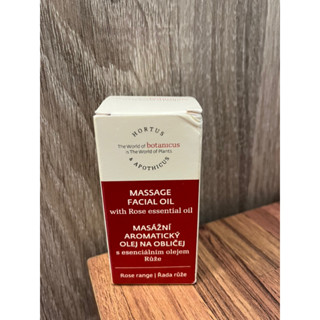 HORTUS
The World of botanicus
is The World of Plants
& APOTHICUS
MASSAGE
FACIAL OIL
with Rose essential oil
MASÁŽNÍ
AROMATICKÝ
OLEJ NA OBLIČEJ
s esenciálním olejem
Růže
Rose range | Řada růže